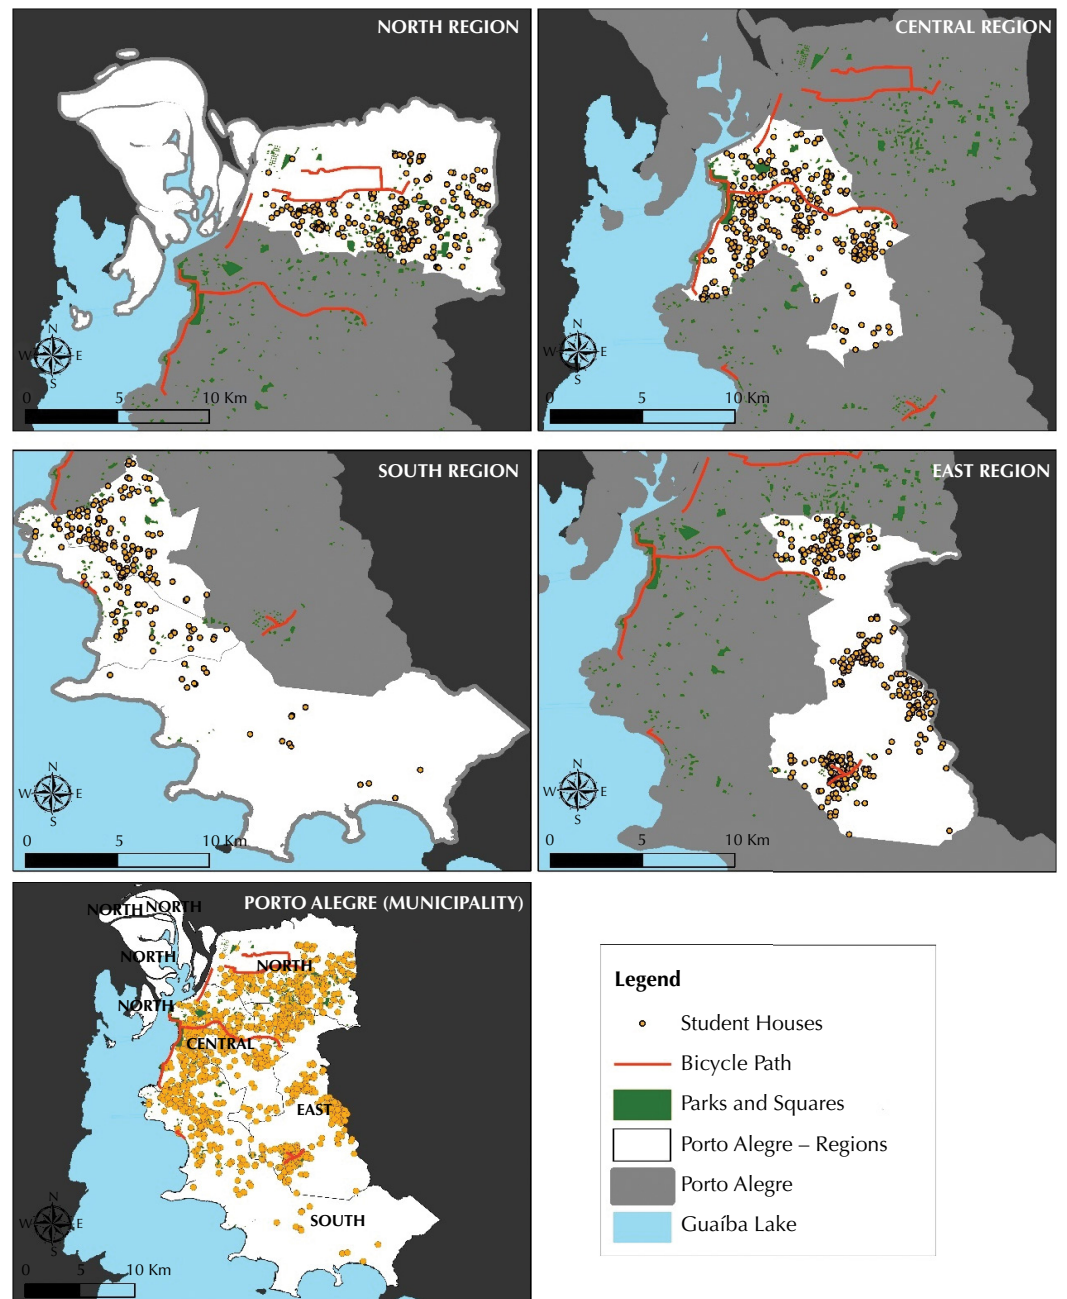 NORTH REGION
N
W E
S
0 5 10 Km
CENTRAL REGION
N
W E
S
0 5 10 Km
SOUTH REGION
N
W E
S
0 5 10 Km
EAST REGION
N
W E
S
0 5 10 Km
PORTO ALEGRE (MUNICIPALITY)
NORTH NORTH
NORTH
NORTH
NORTH
CENTRAL
EAST
SOUTH
N
W E
S
0 5 10 Km
Legend
Student Houses
Bicycle Path
Parks and Squares
Porto Alegre – Regions
Porto Alegre
Guaíba Lake